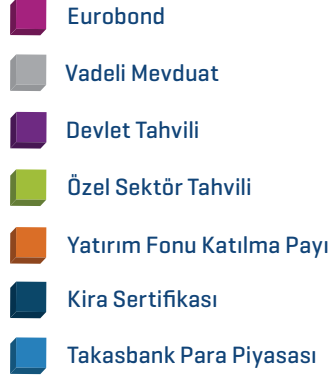 Eurobond
Vadeli Mevduat
Devlet Tahvili
Özel Sektör Tahvili
Yatırım Fonu Katılma Payı
Kira Sertifikası
Takasbank Para Piyasası